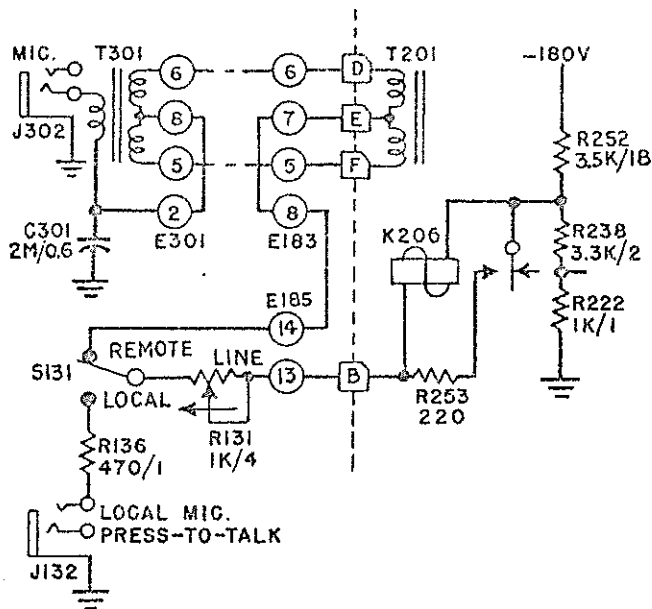 MIC.
T301
6
6
D
T201
-180V
8
7
E
J302
5
5
F
R252
3.5K/18
C301
2M/0.6
2
E301
8
E183
K206
R238
3.3K/2
E185
14
R222
1K/1
S131
REMOTE
LINE
13
B
LOCAL
R131
1K/4
R253
220
R136
470/1
LOCAL MIC.
PRESS-TO-TALK
J132